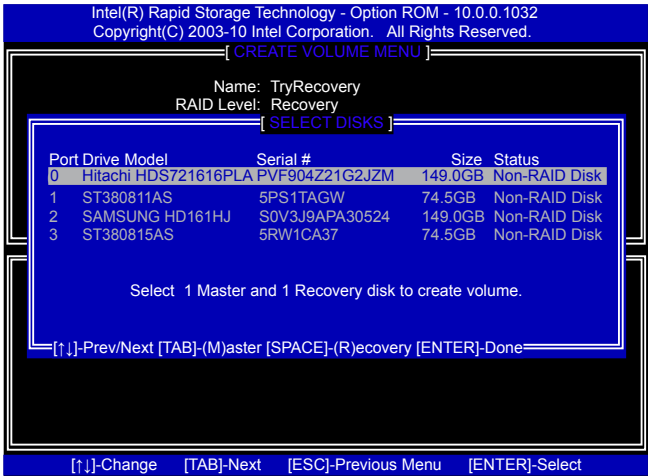 Intel(R) Rapid Storage Technology - Option ROM - 10.0.0.1032
Copyright(C) 2003-10 Intel Corporation. All Rights Reserved.
[ CREATE VOLUME MENU ]
Name: TryRecovery
RAID Level: Recovery
[ SELECT DISKS ]
Port Drive Model Serial # Size Status
0 Hitachi HDS721616PLA PVF904Z21G2JZM 149.0GB Non-RAID Disk
1 ST380811AS 5PS1TAGW 74.5GB Non-RAID Disk
2 SAMSUNG HD161HJ S0V3J9APA30524 149.0GB Non-RAID Disk
3 ST380815AS 5RW1CA37 74.5GB Non-RAID Disk
Select 1 Master and 1 Recovery disk to create volume.
[↑↓]-Prev/Next [TAB]-(M)aster [SPACE]-(R)ecovery [ENTER]-Done
[↑↓]-Change [TAB]-Next [ESC]-Previous Menu [ENTER]-Select